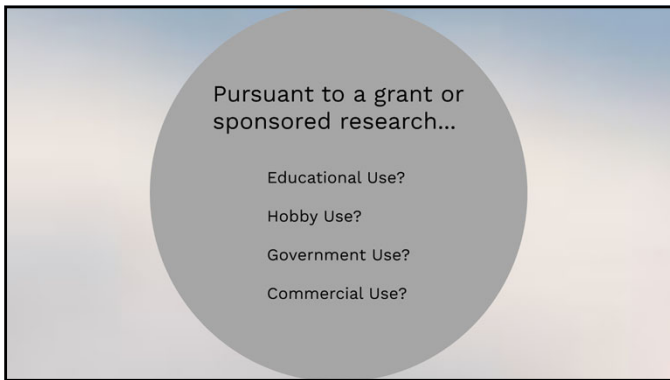 Pursuant to a grant or
sponsored research...
Educational Use?
Hobby Use?
Government Use?
Commercial Use?